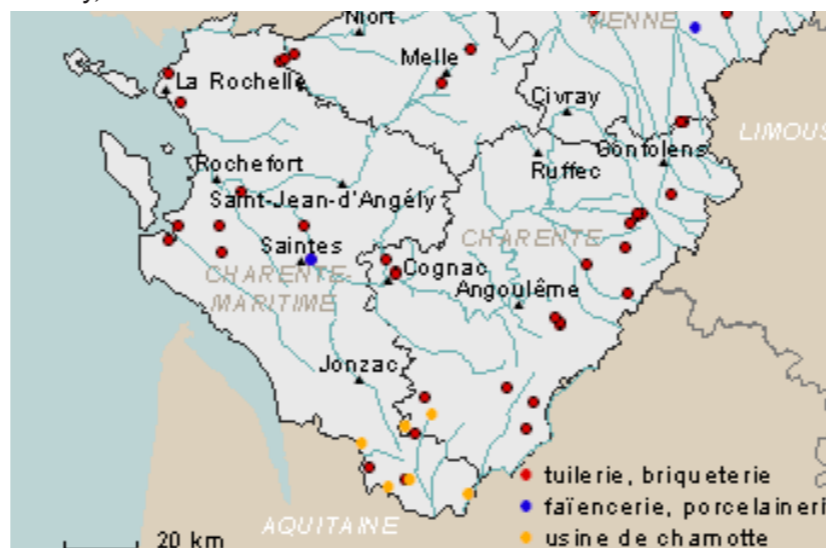 Niort
VIENNE
La Rochelle
Melle
Civray
LIMOUS
Confolens
Rochefort
Ruffec
Saint-Jean-d'Angély
CHARENTE
Saintes
CHARENTE-
MARITIME
Cognac
Angoulême
Jonzac
tuilerie, briqueterie
faïencerie, porcelaineri
usine de chamotte
AQUITAINE
20 km